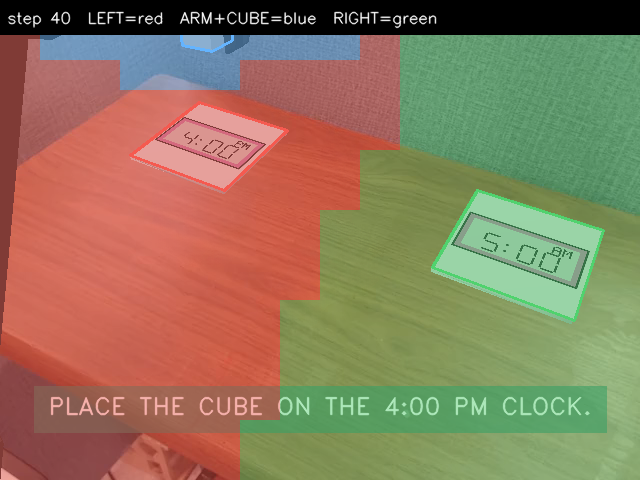 step 40 LEFT=red ARM+CUBE=blue RIGHT=green
4:00 PM
5:00 PM
PLACE THE CUBE ON THE 4:00 PM CLOCK.